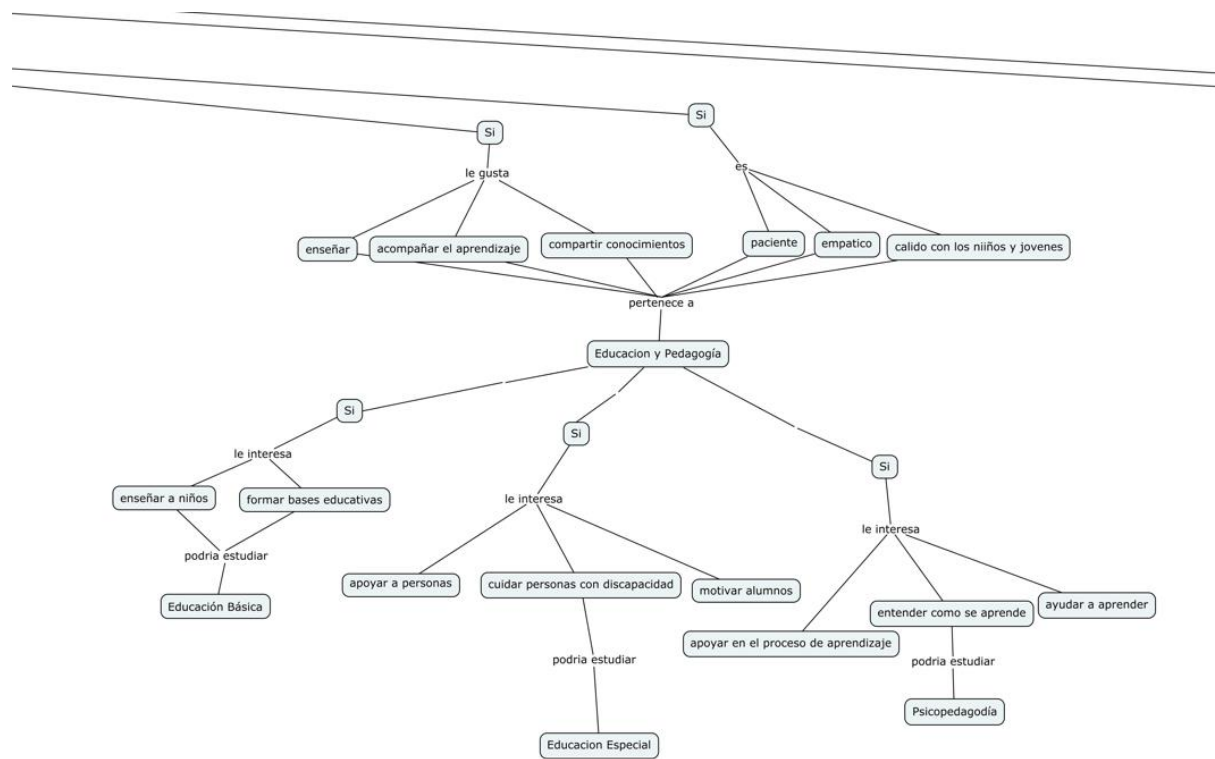 Si
Si
le gusta
es
enseñar
acompañar el aprendizaje
compartir conocimientos
paciente
empatico
calido con los niiños y jovenes
pertenece a
Educacion y Pedagogía
Si
le interesa
enseñar a niños
formar bases educativas
podria estudiar
Educación Básica
Si
le interesa
apoyar a personas
cuidar personas con discapacidad
motivar alumnos
podria estudiar
Educacion Especial
Si
le interesa
apoyar en el proceso de aprendizaje
entender como se aprende
ayudar a aprender
podria estudiar
Psicopedagodía